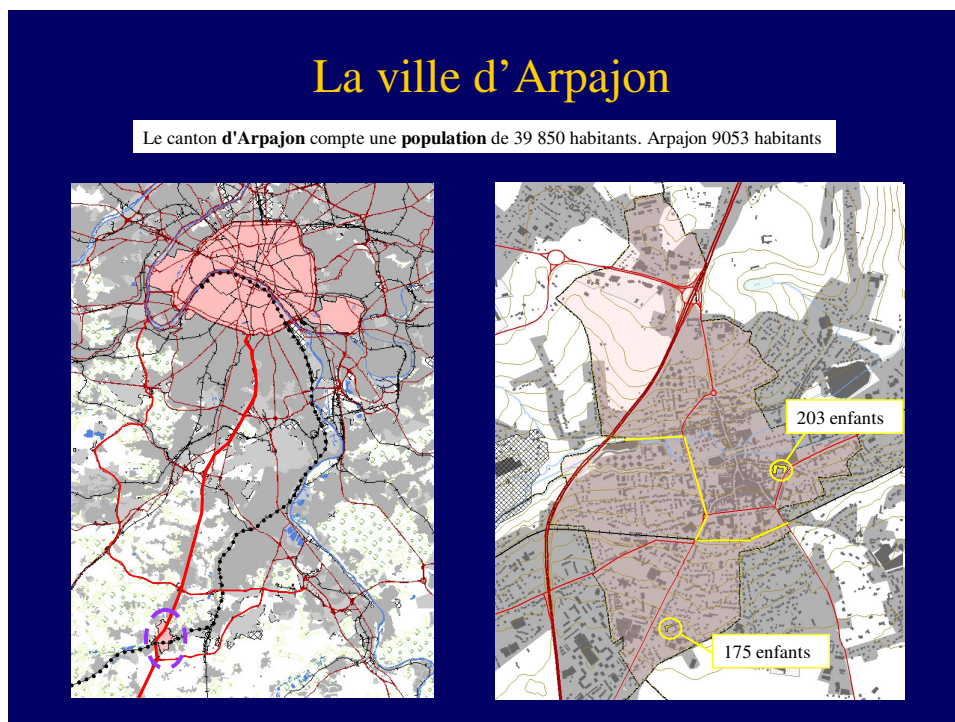 La ville d’Arpajon
Le canton d'Arpajon compte une population de 39 850 habitants. Arpajon 9053 habitants
203 enfants
175 enfants